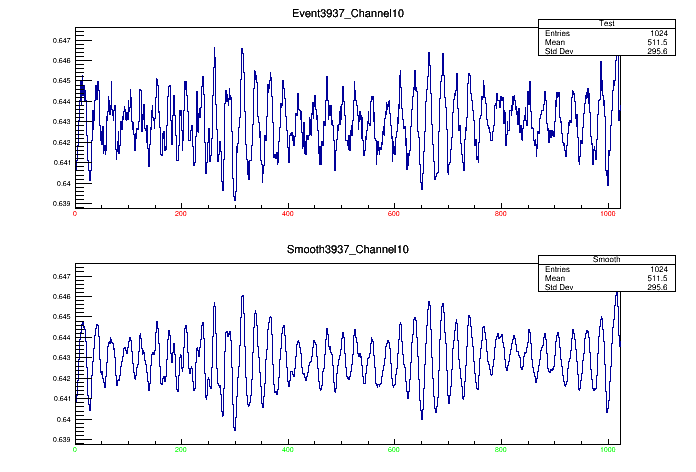 Event3937_Channel10
Test
Entries 1024
Mean 511.5
Std Dev 295.6
0.647
0.646
0.645
0.644
0.643
0.642
0.641
0.64
0.639
0 200 400 600 800 1000
Smooth3937_Channel10
Smooth
Entries 1024
Mean 511.5
Std Dev 295.6
0.647
0.646
0.645
0.644
0.643
0.642
0.641
0.64
0.639
0 200 400 600 800 1000